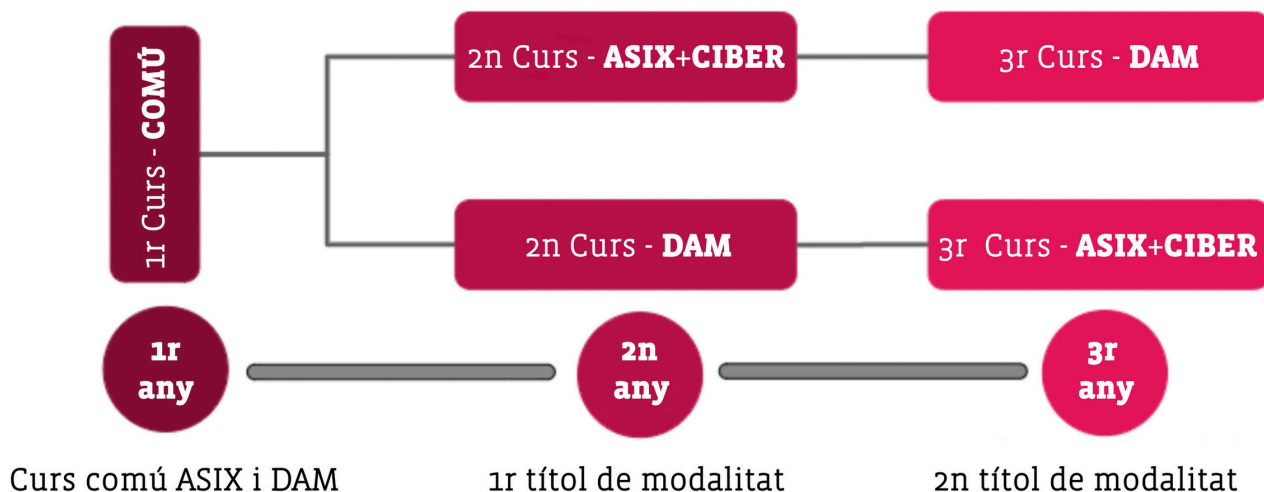 1r Curs - COMÚ
2n Curs - ASIX+CIBER
3r Curs - DAM
2n Curs - DAM
3r Curs - ASIX+CIBER
1r
any
2n
any
3r
any
Curs comú ASIX i DAM
1r títol de modalitat
2n títol de modalitat